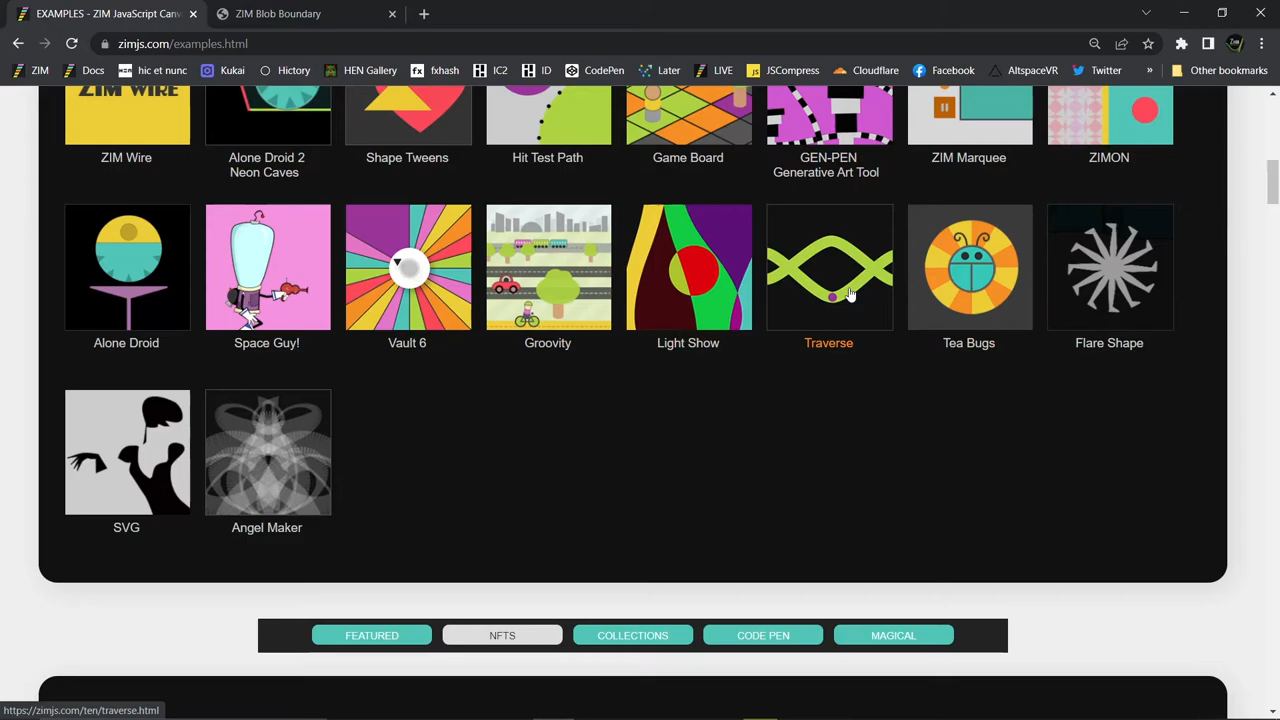 EXAMPLES - ZIM JavaScript Canv
ZIM Blob Boundary
zimjs.com/examples.html
ZIM Docs hic et nunc Kukai Hictory HEN Gallery fxhash IC2 ID CodePen Later LIVE JSCompress Cloudflare Facebook AltspaceVR Twitter » Other bookmarks
ZIM WIRE
ZIM Wire
Alone Droid 2
Neon Caves
Shape Tweens
Hit Test Path
Game Board
GEN-PEN
Generative Art Tool
ZIM Marquee
ZIMON
Alone Droid
Space Guy!
Vault 6
Groovity
Light Show
Traverse
Tea Bugs
Flare Shape
SVG
Angel Maker
FEATURED NFTS COLLECTIONS CODE PEN MAGICAL
https://zimjs.com/ten/traverse.html